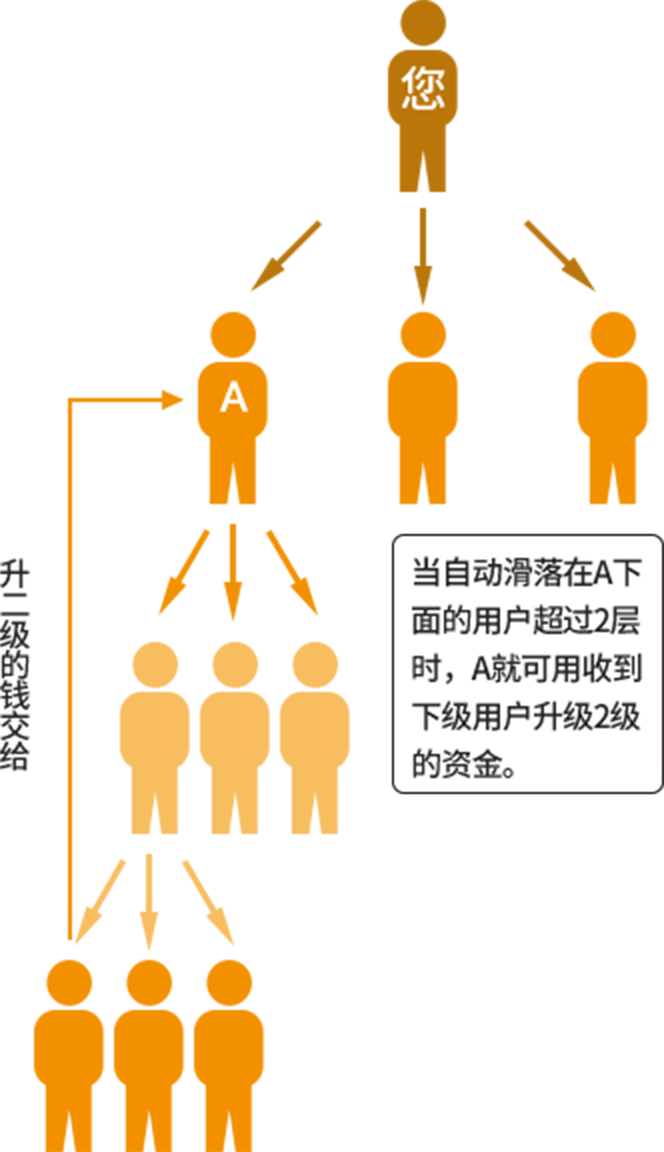 您
A
升二级的钱交给
当自动滑落在A下
面的用户超过2层
时，A就可用收到
下级用户升级2级
的资金。